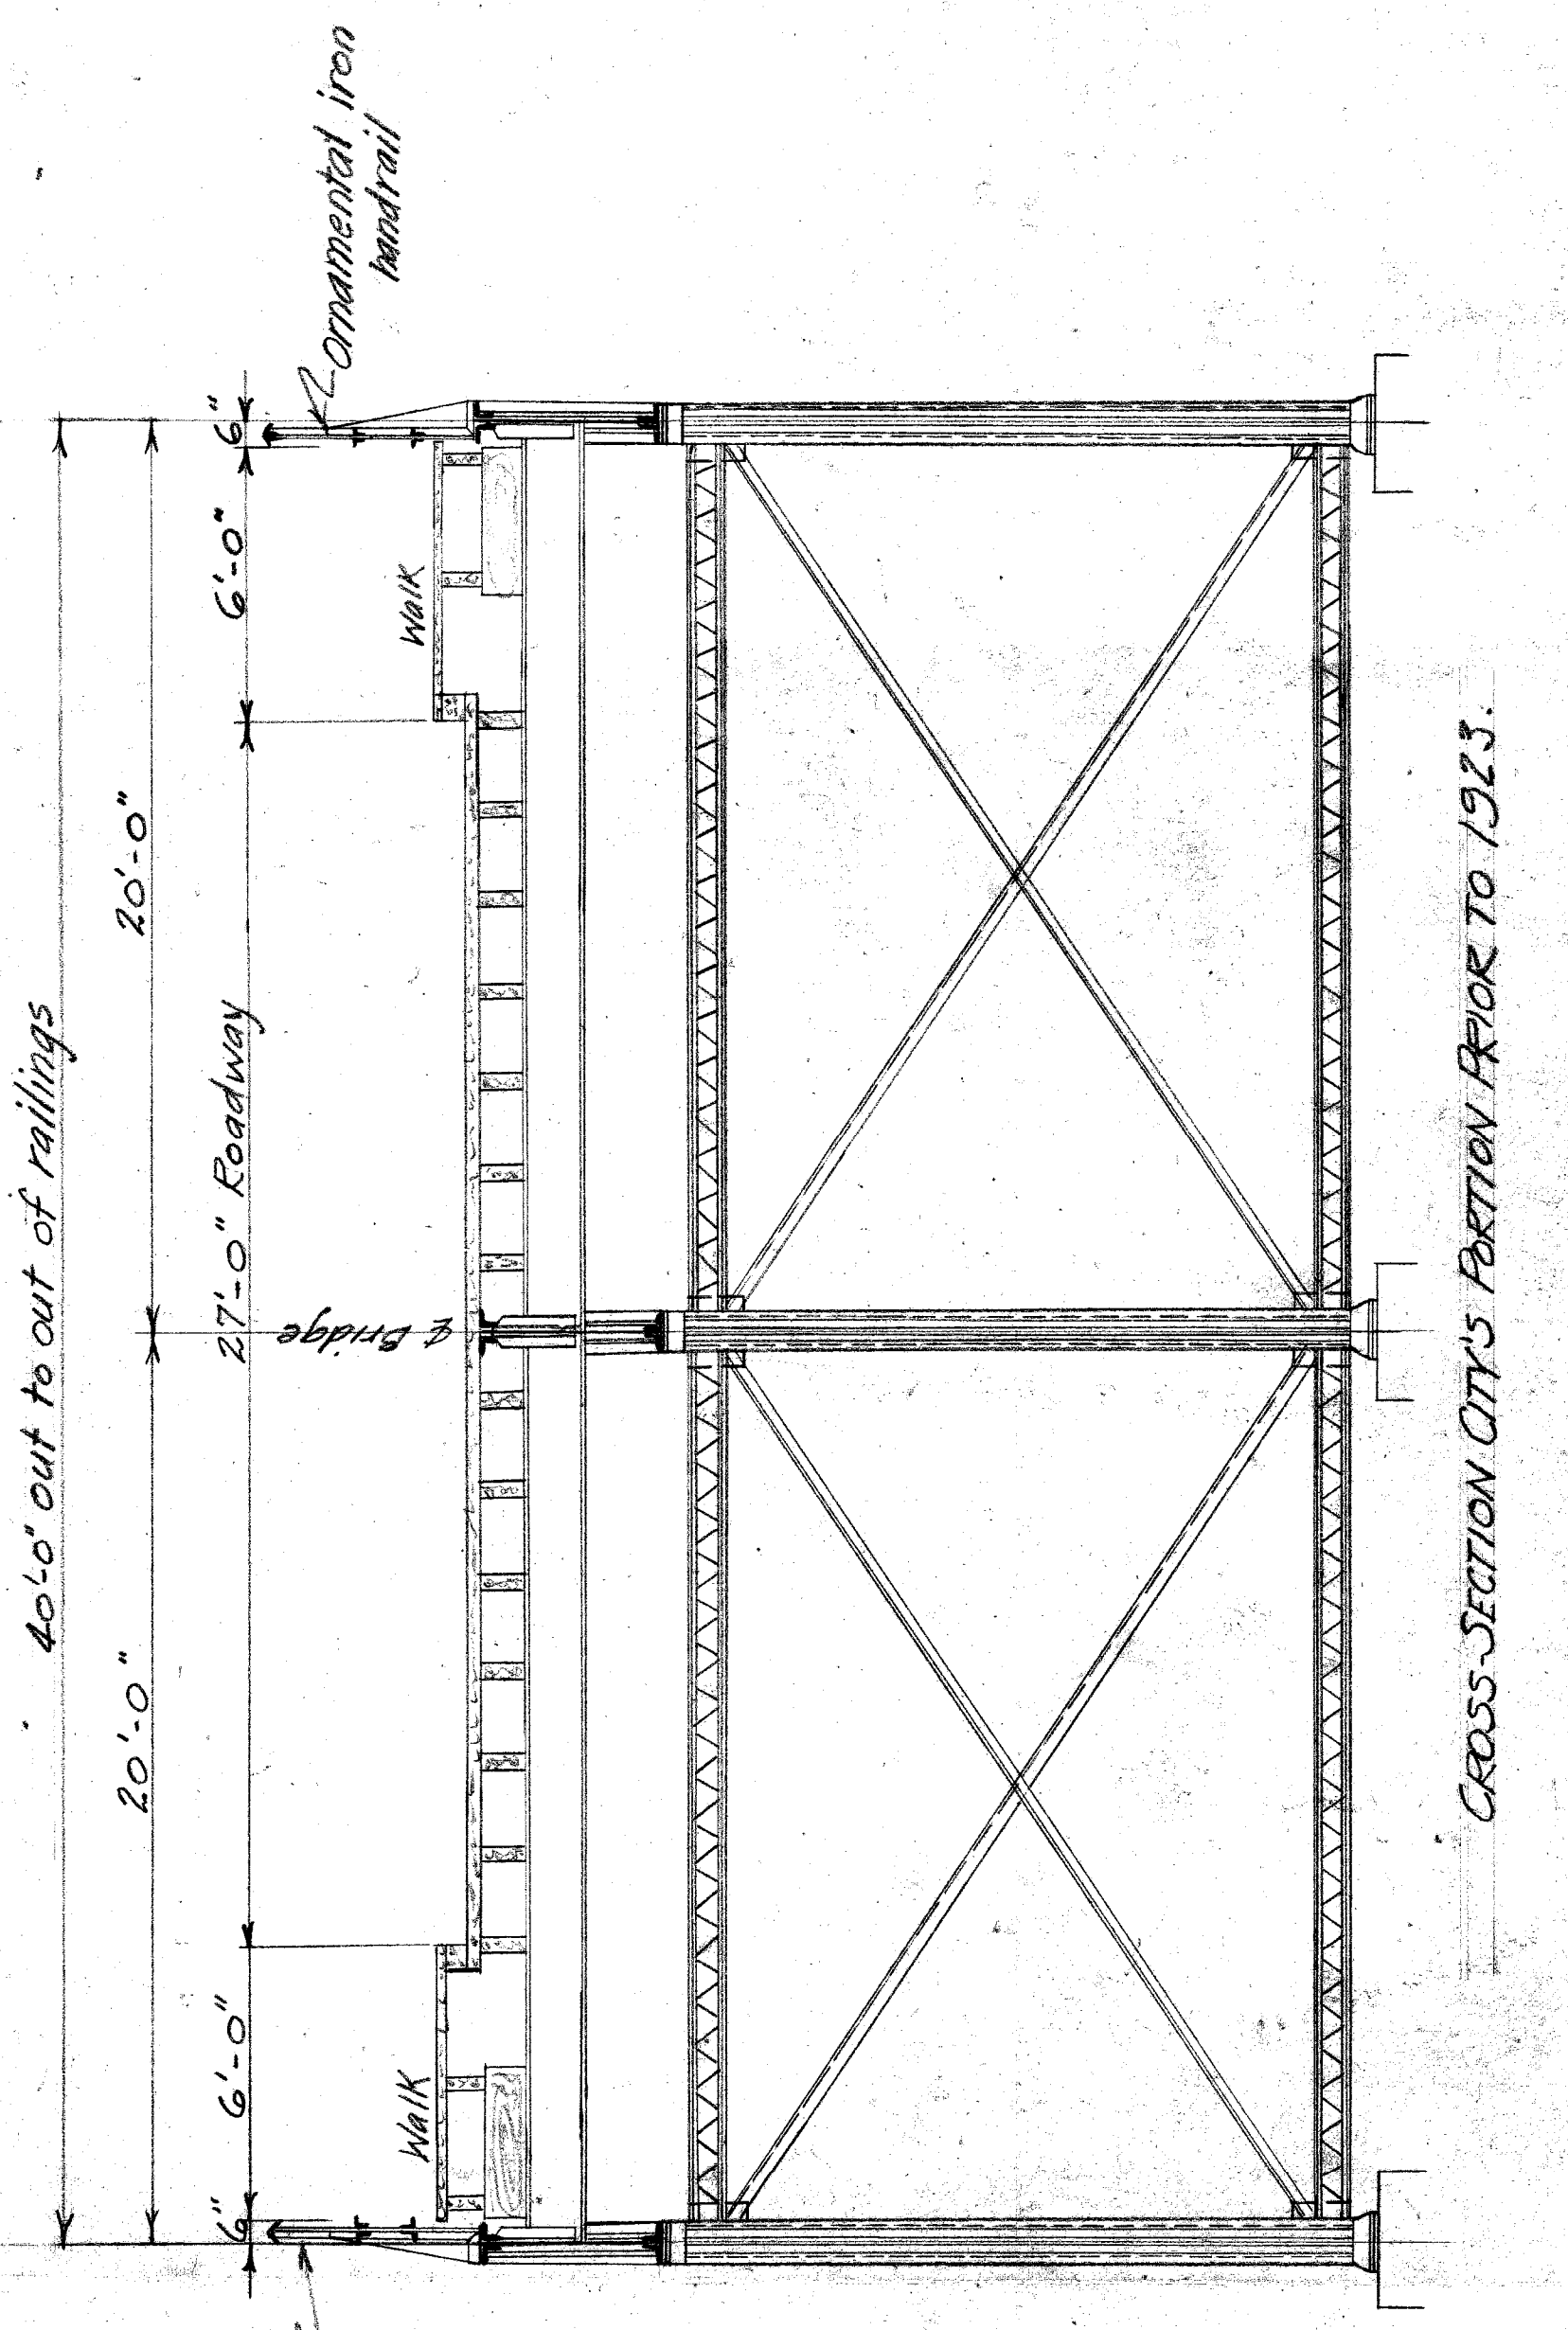 40'-0" out to out of railings
20'-0"
20'-0"
6"
6'-0"
27'-0" Roadway
6'-0"
6"
Ornamental iron
handrail
Walk
℄ Bridge
Walk
CROSS-SECTION CITY'S PORTION PRIOR TO 1923.